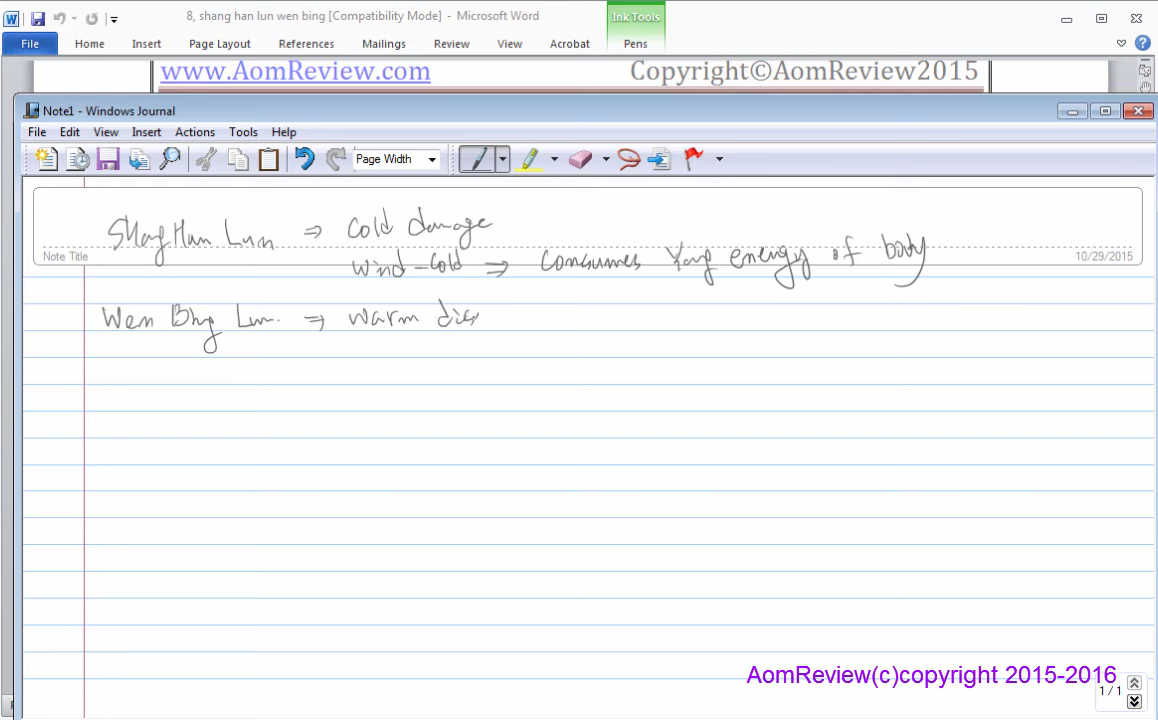 8, shang han lun wen bing [Compatibility Mode] - Microsoft Word
Ink Tools
File Home Insert Page Layout References Mailings Review View Acrobat Pens
www.AomReview.com Copyright©AomReview2015
Note1 - Windows Journal
File Edit View Insert Actions Tools Help
Page Width
Shang Han Lun ⇒ Cold damage
Wind-Cold ⇒ Consumes Yang energy of body
Note Title 10/29/2015
Wen Bing Lun. ⇒ Warm dise
AomReview(c)copyright 2015-2016
1 / 1